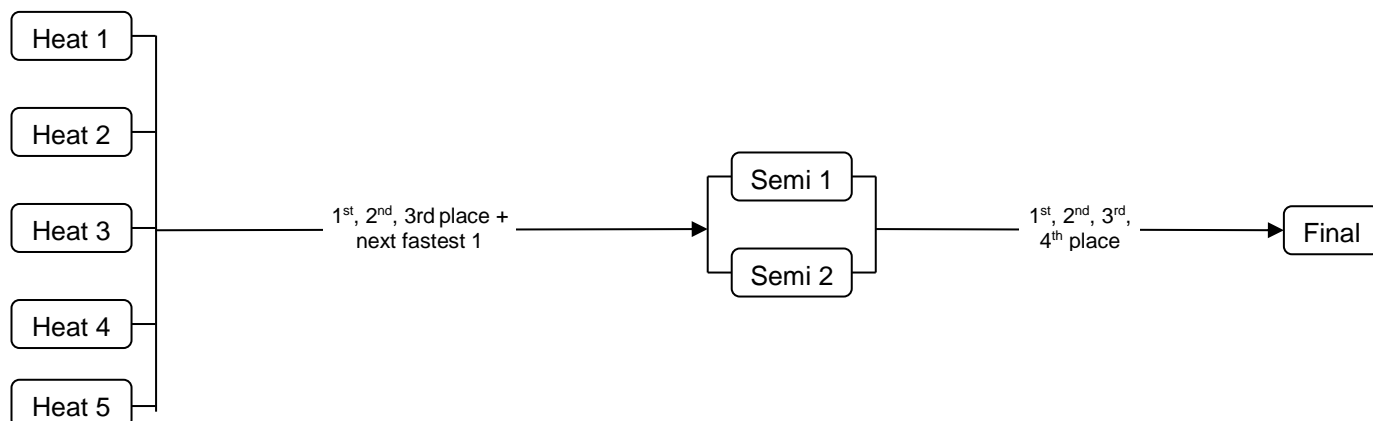 Heat 1
Heat 2
Heat 3
Heat 4
Heat 5
1st, 2nd, 3rd place +
next fastest 1
Semi 1
Semi 2
1st, 2nd, 3rd,
4th place
Final